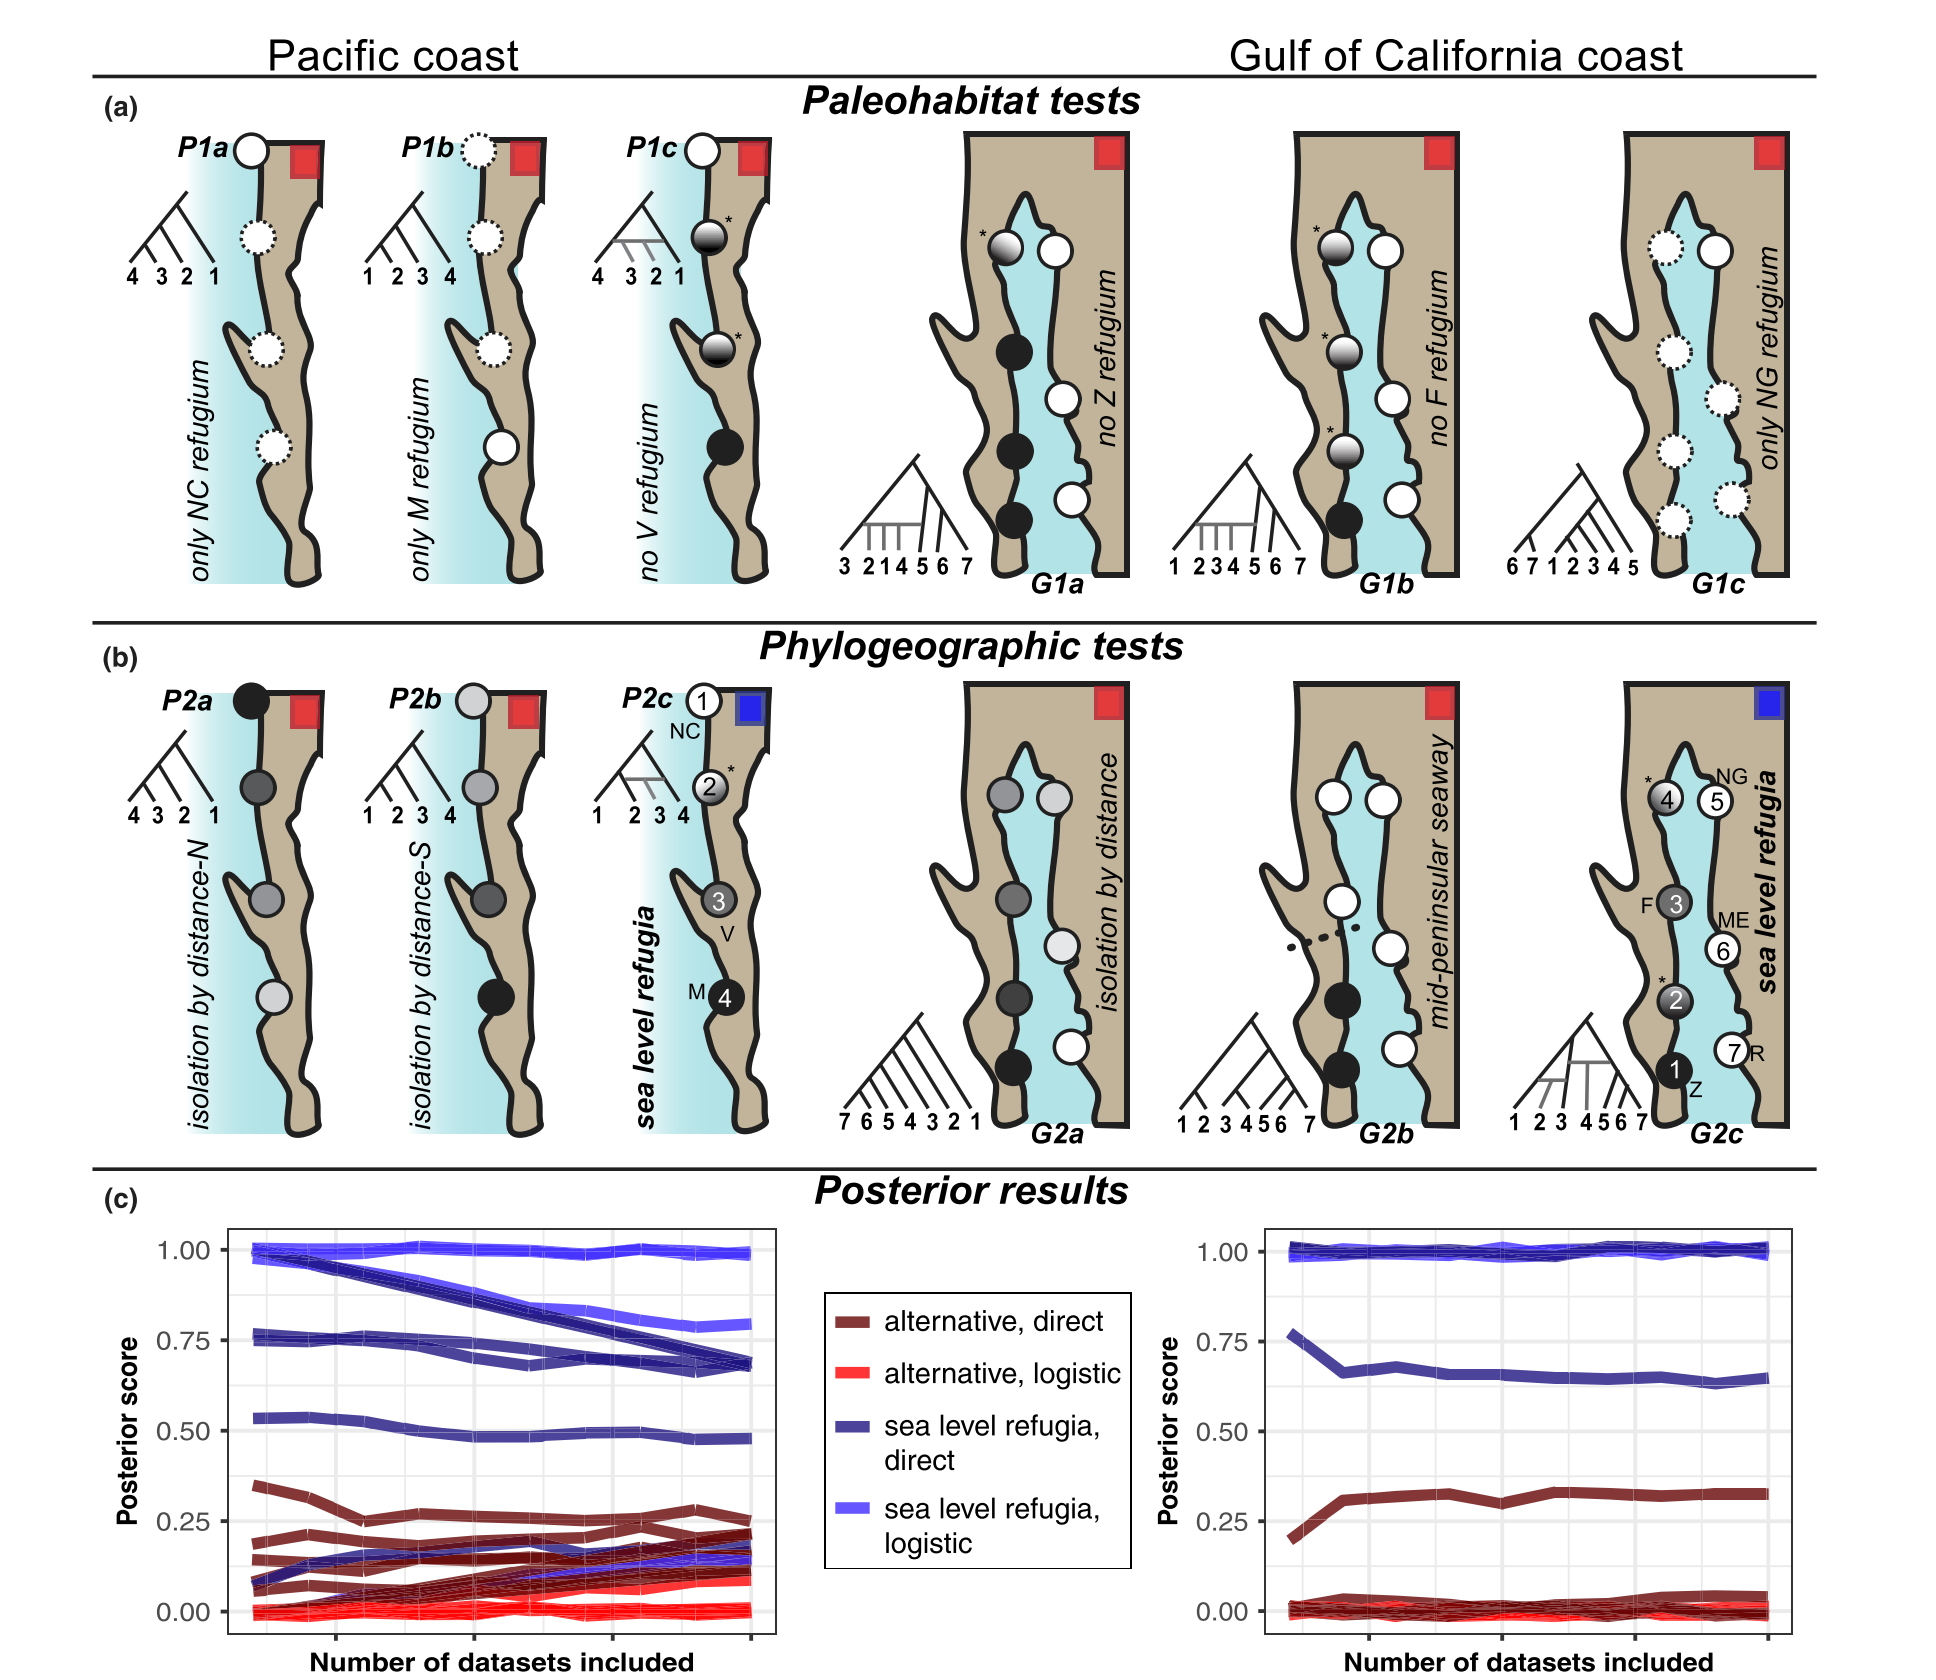 Pacific coast
Gulf of California coast
(a)
Paleohabitat tests
P1a
4 3 2 1
only NC refugium
P1b
1 2 3 4
only M refugium
P1c
*
*
4 3 2 1
no V refugium
*
no Z refugium
3 2 1 4 5 6 7
G1a
*
*
*
no F refugium
1 2 3 4 5 6 7
G1b
only NG refugium
6 7 1 2 3 4 5
G1c
(b)
Phylogeographic tests
P2a
4 3 2 1
isolation by distance-N
P2b
1 2 3 4
isolation by distance-S
P2c
1
NC
2
*
1 2 3 4
3
V
M
4
sea level refugia
isolation by distance
7 6 5 4 3 2 1
G2a
mid-peninsular seaway
1 2 3 4 5 6 7
G2b
*
4
NG
5
F
3
ME
6
*
2
7
R
1
Z
sea level refugia
1 2 3 4 5 6 7
G2c
(c)
Posterior results
Posterior score
1.00
0.75
0.50
0.25
0.00
Number of datasets included
alternative, direct
alternative, logistic
sea level refugia,
direct
sea level refugia,
logistic
Posterior score
1.00
0.75
0.50
0.25
0.00
Number of datasets included